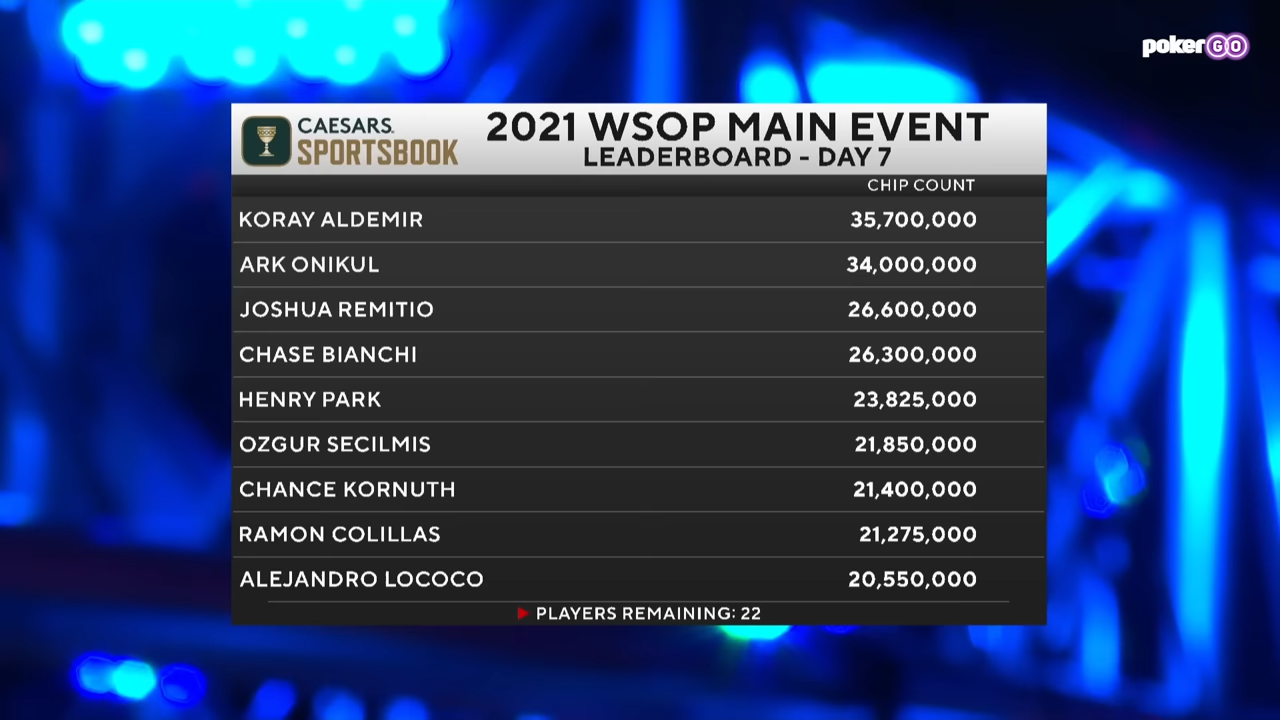 pokerGO
CAESARS
SPORTSBOOK
2021 WSOP MAIN EVENT
LEADERBOARD - DAY 7
CHIP COUNT
KORAY ALDEMIR 35,700,000
ARK ONIKUL 34,000,000
JOSHUA REMITIO 26,600,000
CHASE BIANCHI 26,300,000
HENRY PARK 23,825,000
OZGUR SECILMIS 21,850,000
CHANCE KORNUTH 21,400,000
RAMON COLILLAS 21,275,000
ALEJANDRO LOCOCO 20,550,000
PLAYERS REMAINING: 22